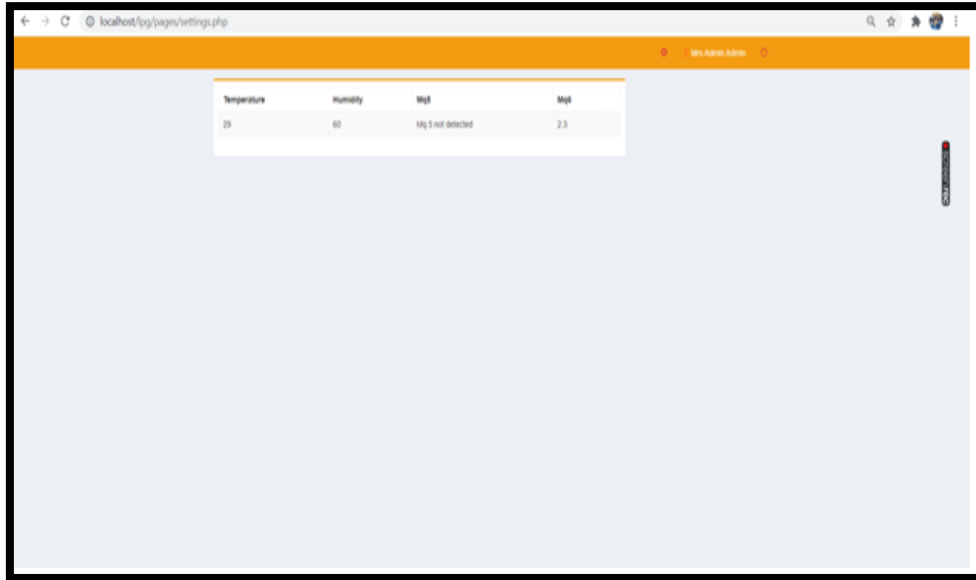 localhost/lpg/pages/settings.php
Mrs Admin Admin
Temperature Humidity Mq5 Mq6
29 60 Mq 5 not detected 2.3
screenrec